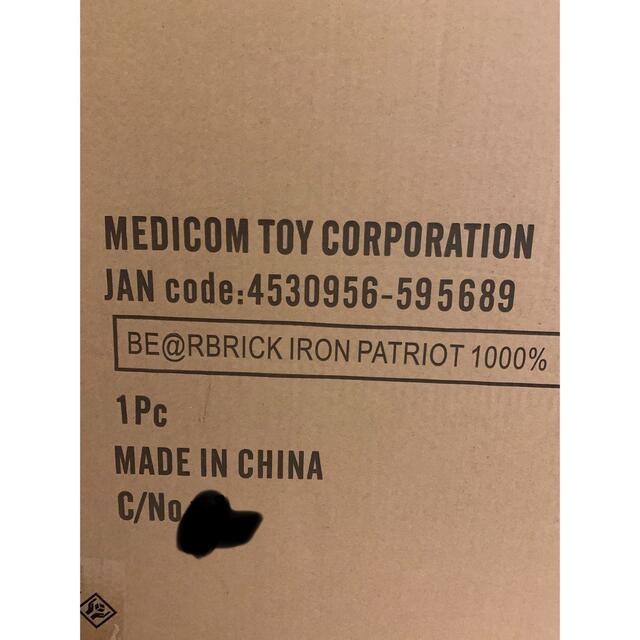 MEDICOM TOY CORPORATION
JAN code:4530956-595689
BE@RBRICK IRON PATRIOT 1000%
1Pc
MADE IN CHINA
C/No